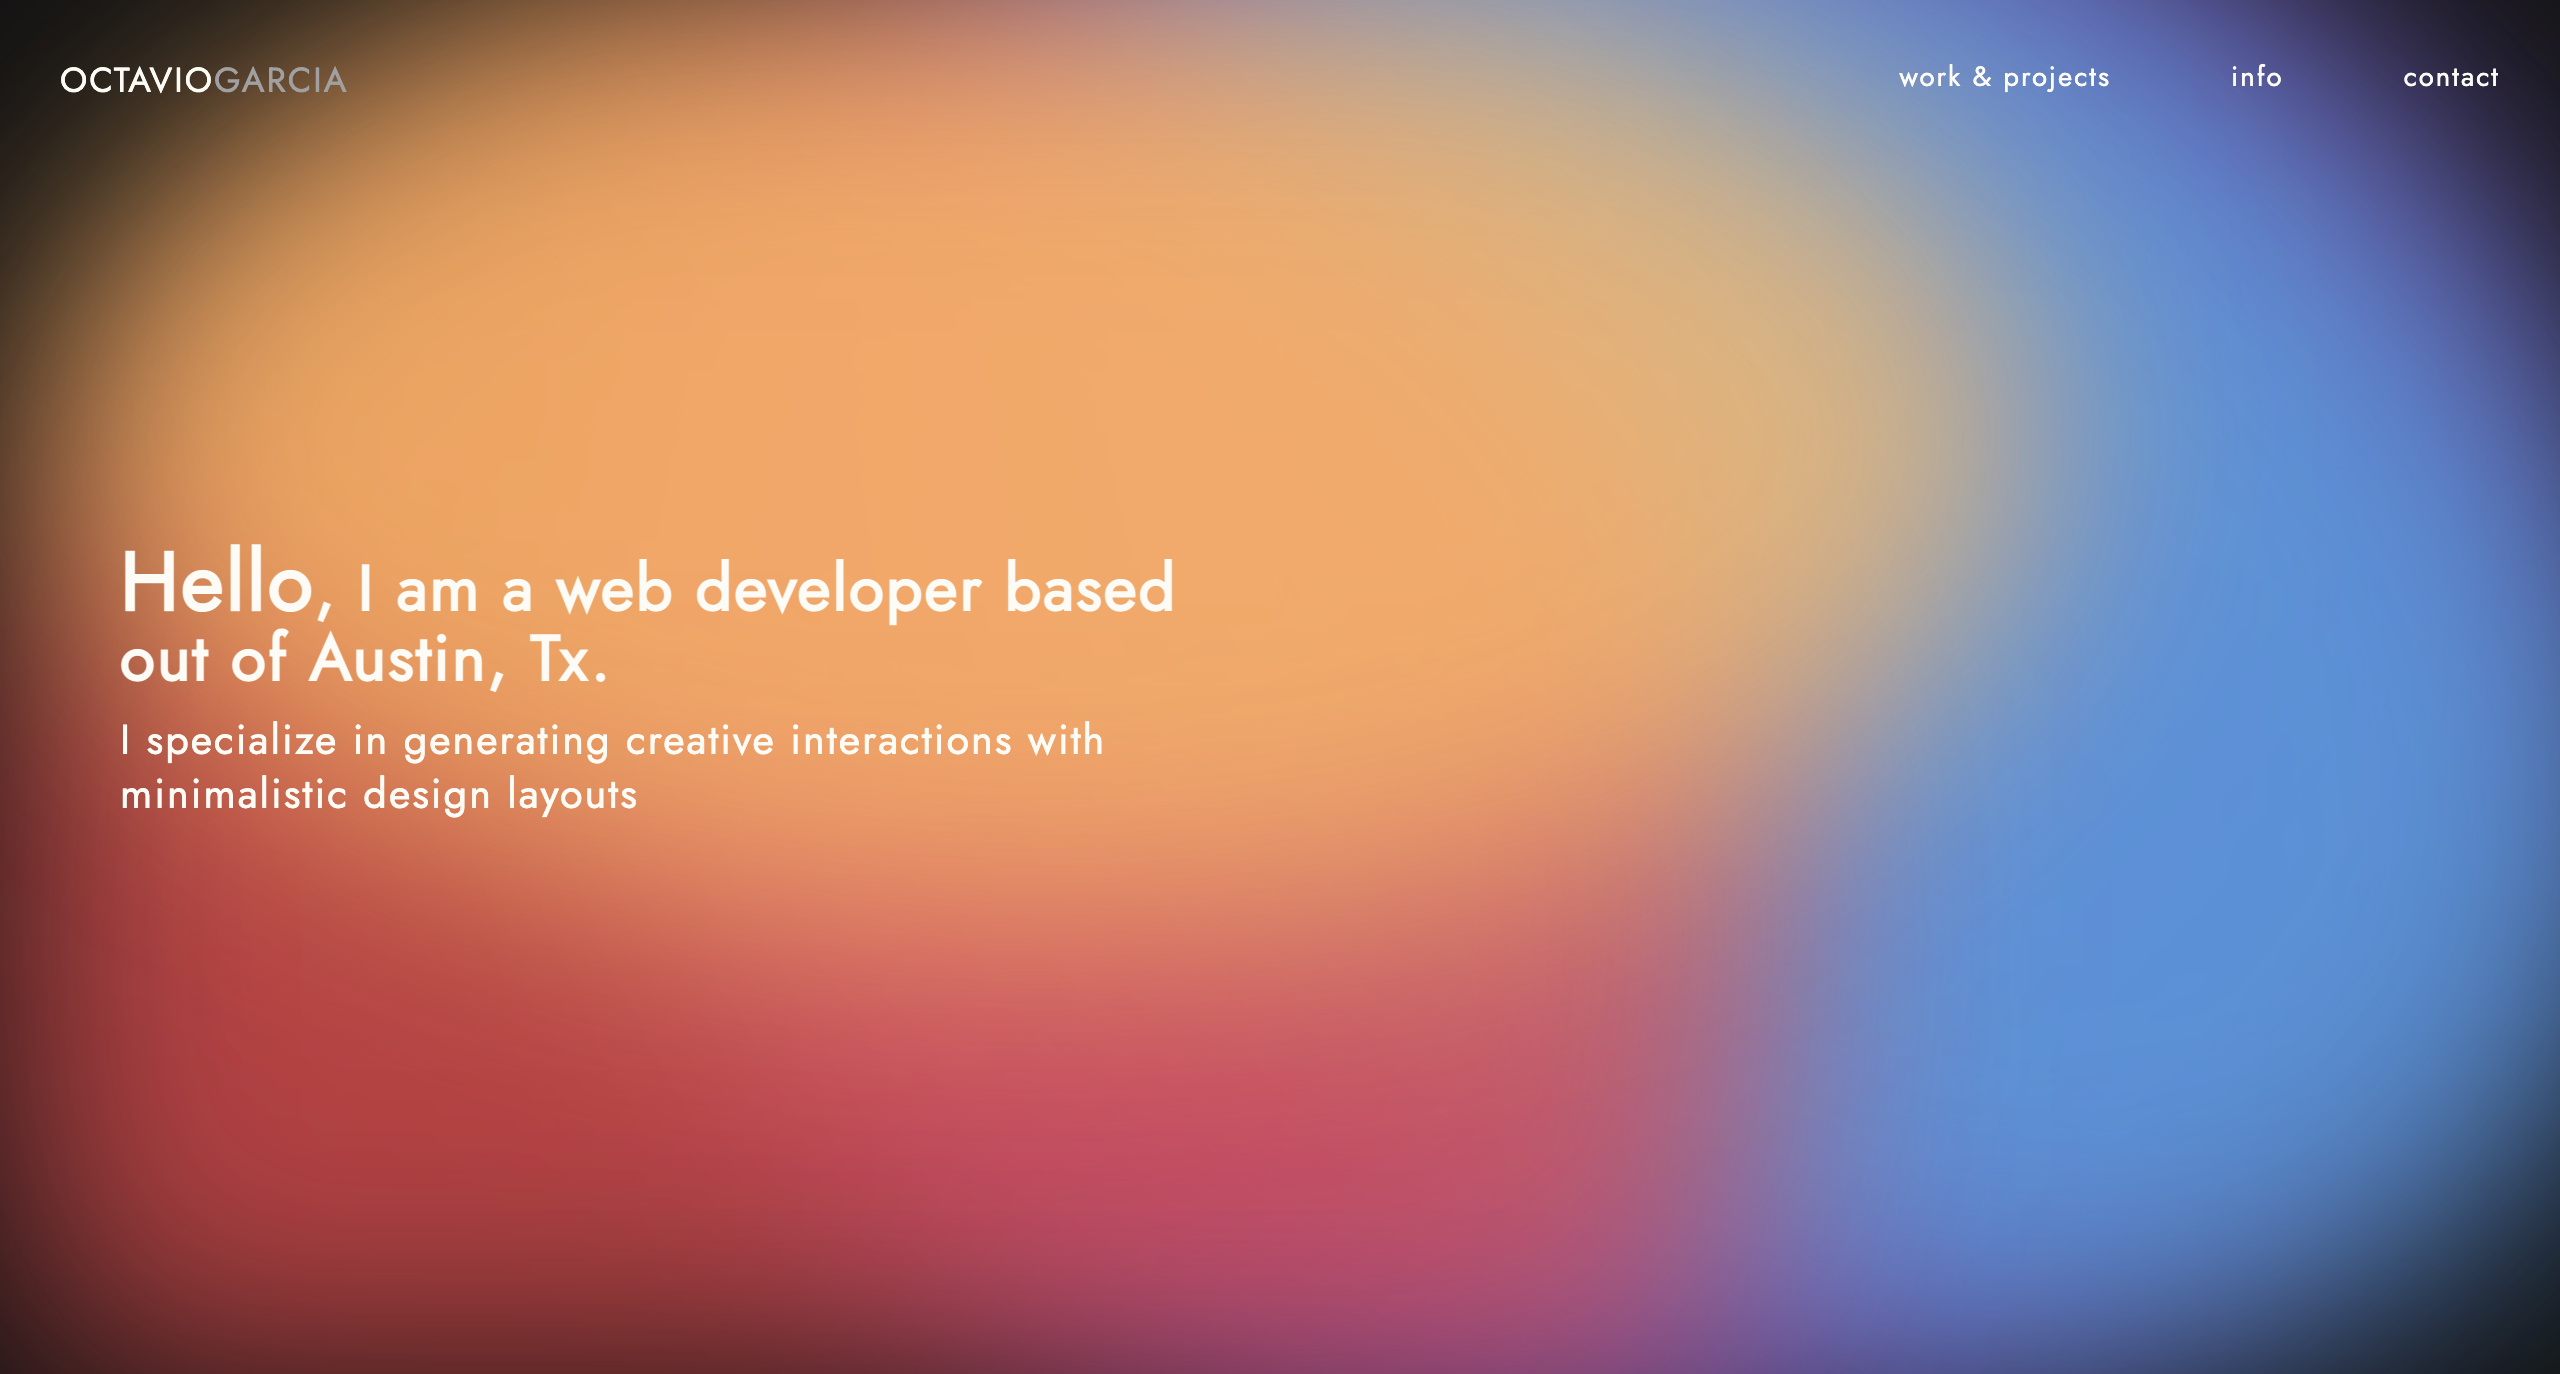 OCTAVIOGARCIA
work & projects
info
contact
Hello, I am a web developer based
out of Austin, Tx.
I specialize in generating creative interactions with
minimalistic design layouts